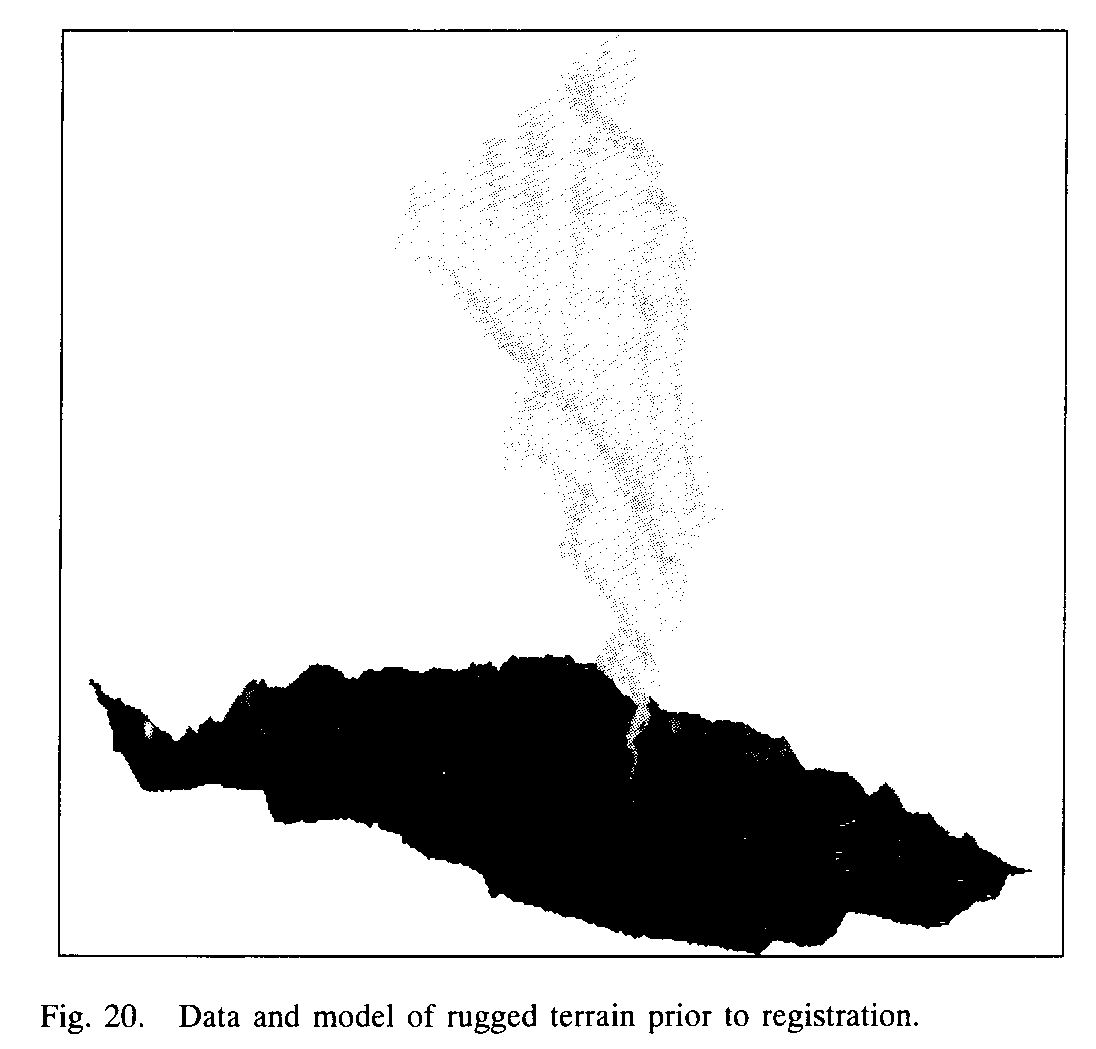 Fig. 20. Data and model of rugged terrain prior to registration.